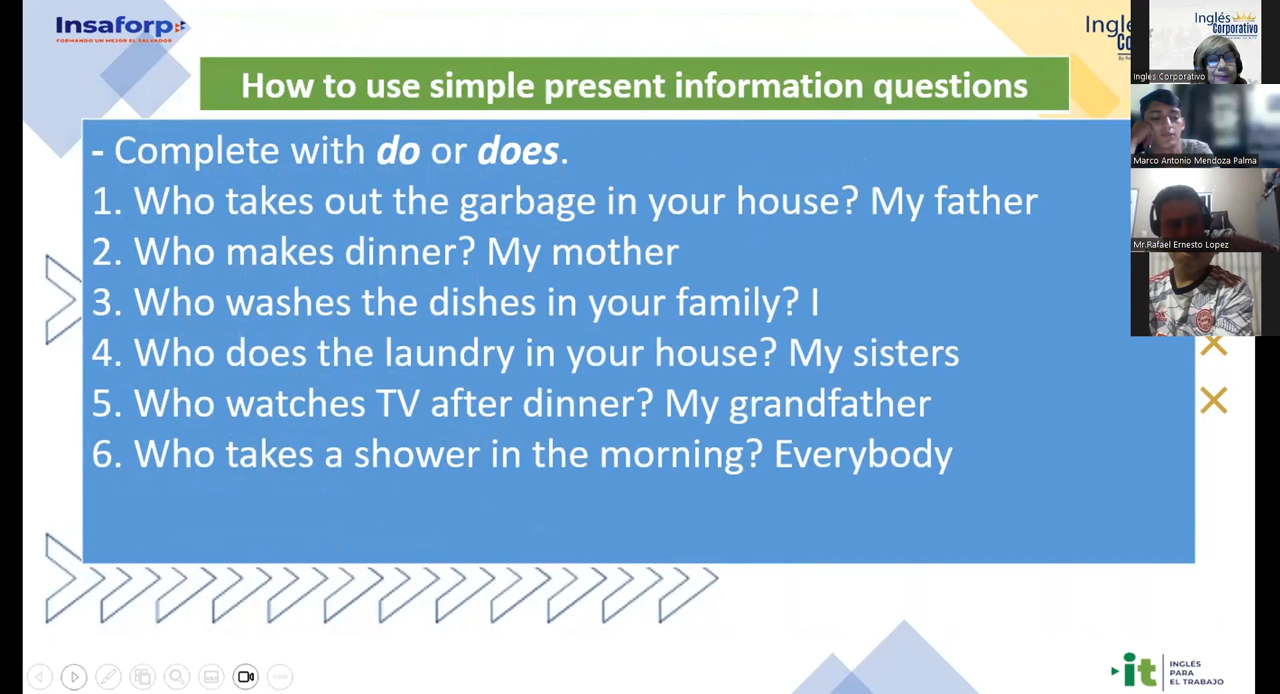 Insaforp
FORMANDO UN MEJOR EL SALVADOR
How to use simple present information questions
- Complete with do or does.
1. Who takes out the garbage in your house? My father
2. Who makes dinner? My mother
3. Who washes the dishes in your family? I
4. Who does the laundry in your house? My sisters
5. Who watches TV after dinner? My grandfather
6. Who takes a shower in the morning? Everybody
Inglés
Corporativo
Ingles Corporativo
Marco Antonio Mendoza Palma
Mr.Rafael Ernesto Lopez
it
INGLÉS
PARA
EL TRABAJO